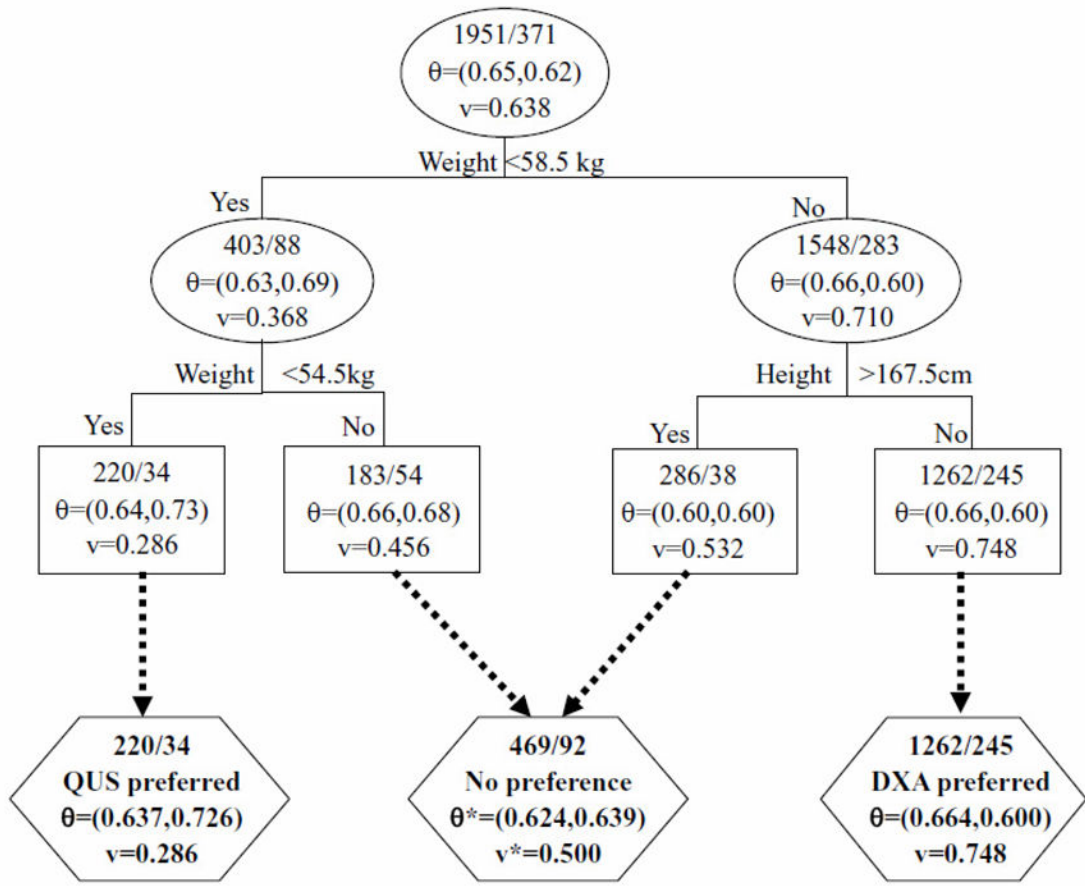 1951/371
θ=(0.65,0.62)
v=0.638
Weight <58.5 kg
Yes
No
403/88
θ=(0.63,0.69)
v=0.368
1548/283
θ=(0.66,0.60)
v=0.710
Weight <54.5kg
Height >167.5cm
Yes
No
Yes
No
220/34
θ=(0.64,0.73)
v=0.286
183/54
θ=(0.66,0.68)
v=0.456
286/38
θ=(0.60,0.60)
v=0.532
1262/245
θ=(0.66,0.60)
v=0.748
220/34
QUS preferred
θ=(0.637,0.726)
v=0.286
469/92
No preference
θ*=(0.624,0.639)
v*=0.500
1262/245
DXA preferred
θ=(0.664,0.600)
v=0.748